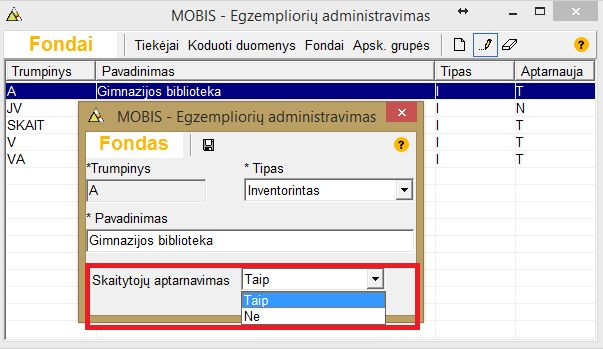 MOBIS - Egzempliorių administravimas
Fondai Tiekėjai Koduoti duomenys Fondai Apsk. grupės ?
Trumpinys Pavadinimas Tipas Aptarnauja
A Gimnazijos biblioteka I T
JV I N
SKAIT I T
V I T
VA I T
MOBIS - Egzempliorių administravimas
Fondas ?
*Trumpinys * Tipas
A Inventorintas
* Pavadinimas
Gimnazijos biblioteka
Skaitytojų aptarnavimas Taip
Taip
Ne